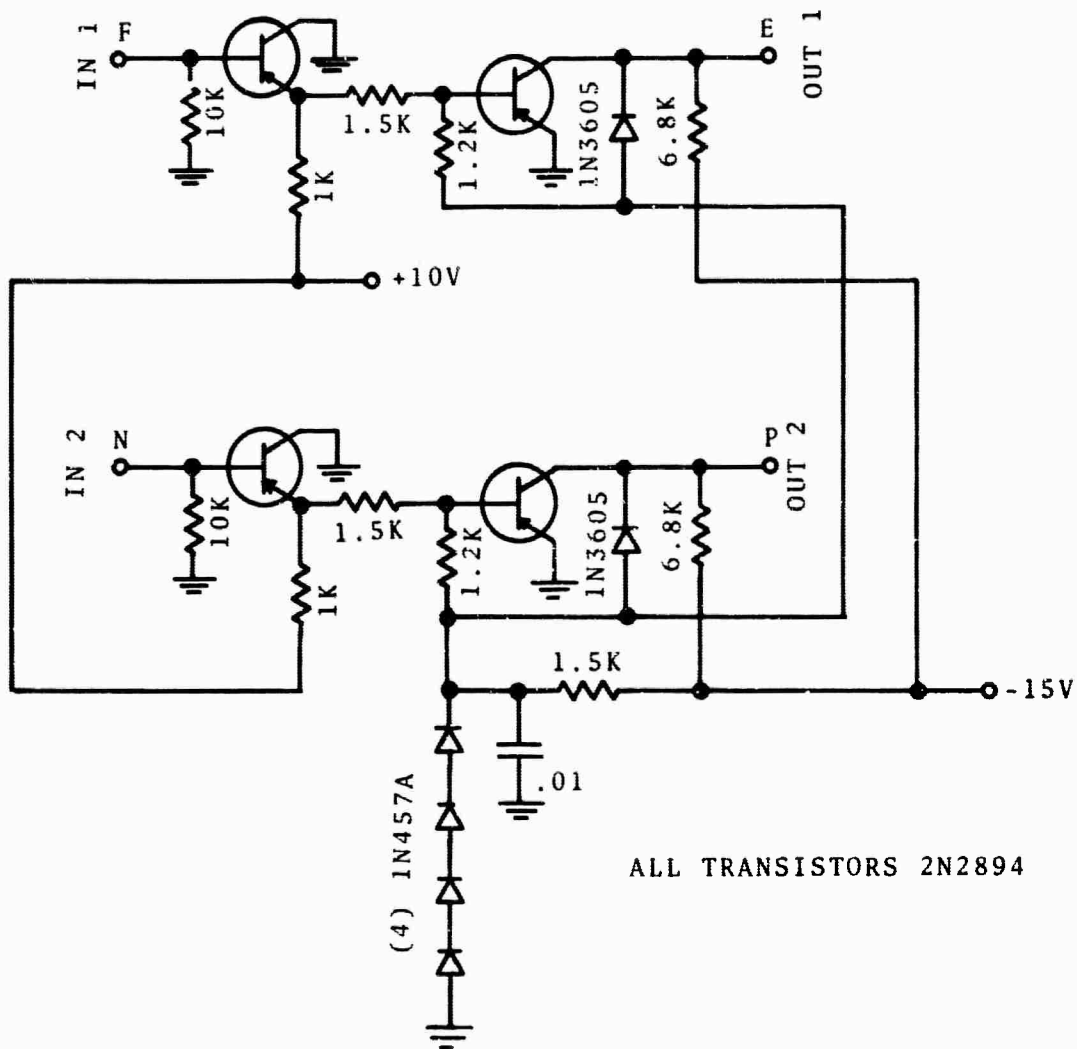 IN 1
F
10K
1K
1.5K
1.2K
1N3605
6.8K
E
OUT 1
+10V
IN 2
N
10K
1K
1.5K
1.2K
1N3605
6.8K
P
OUT 2
1.5K
-15V
.01
(4) 1N457A
ALL TRANSISTORS 2N2894